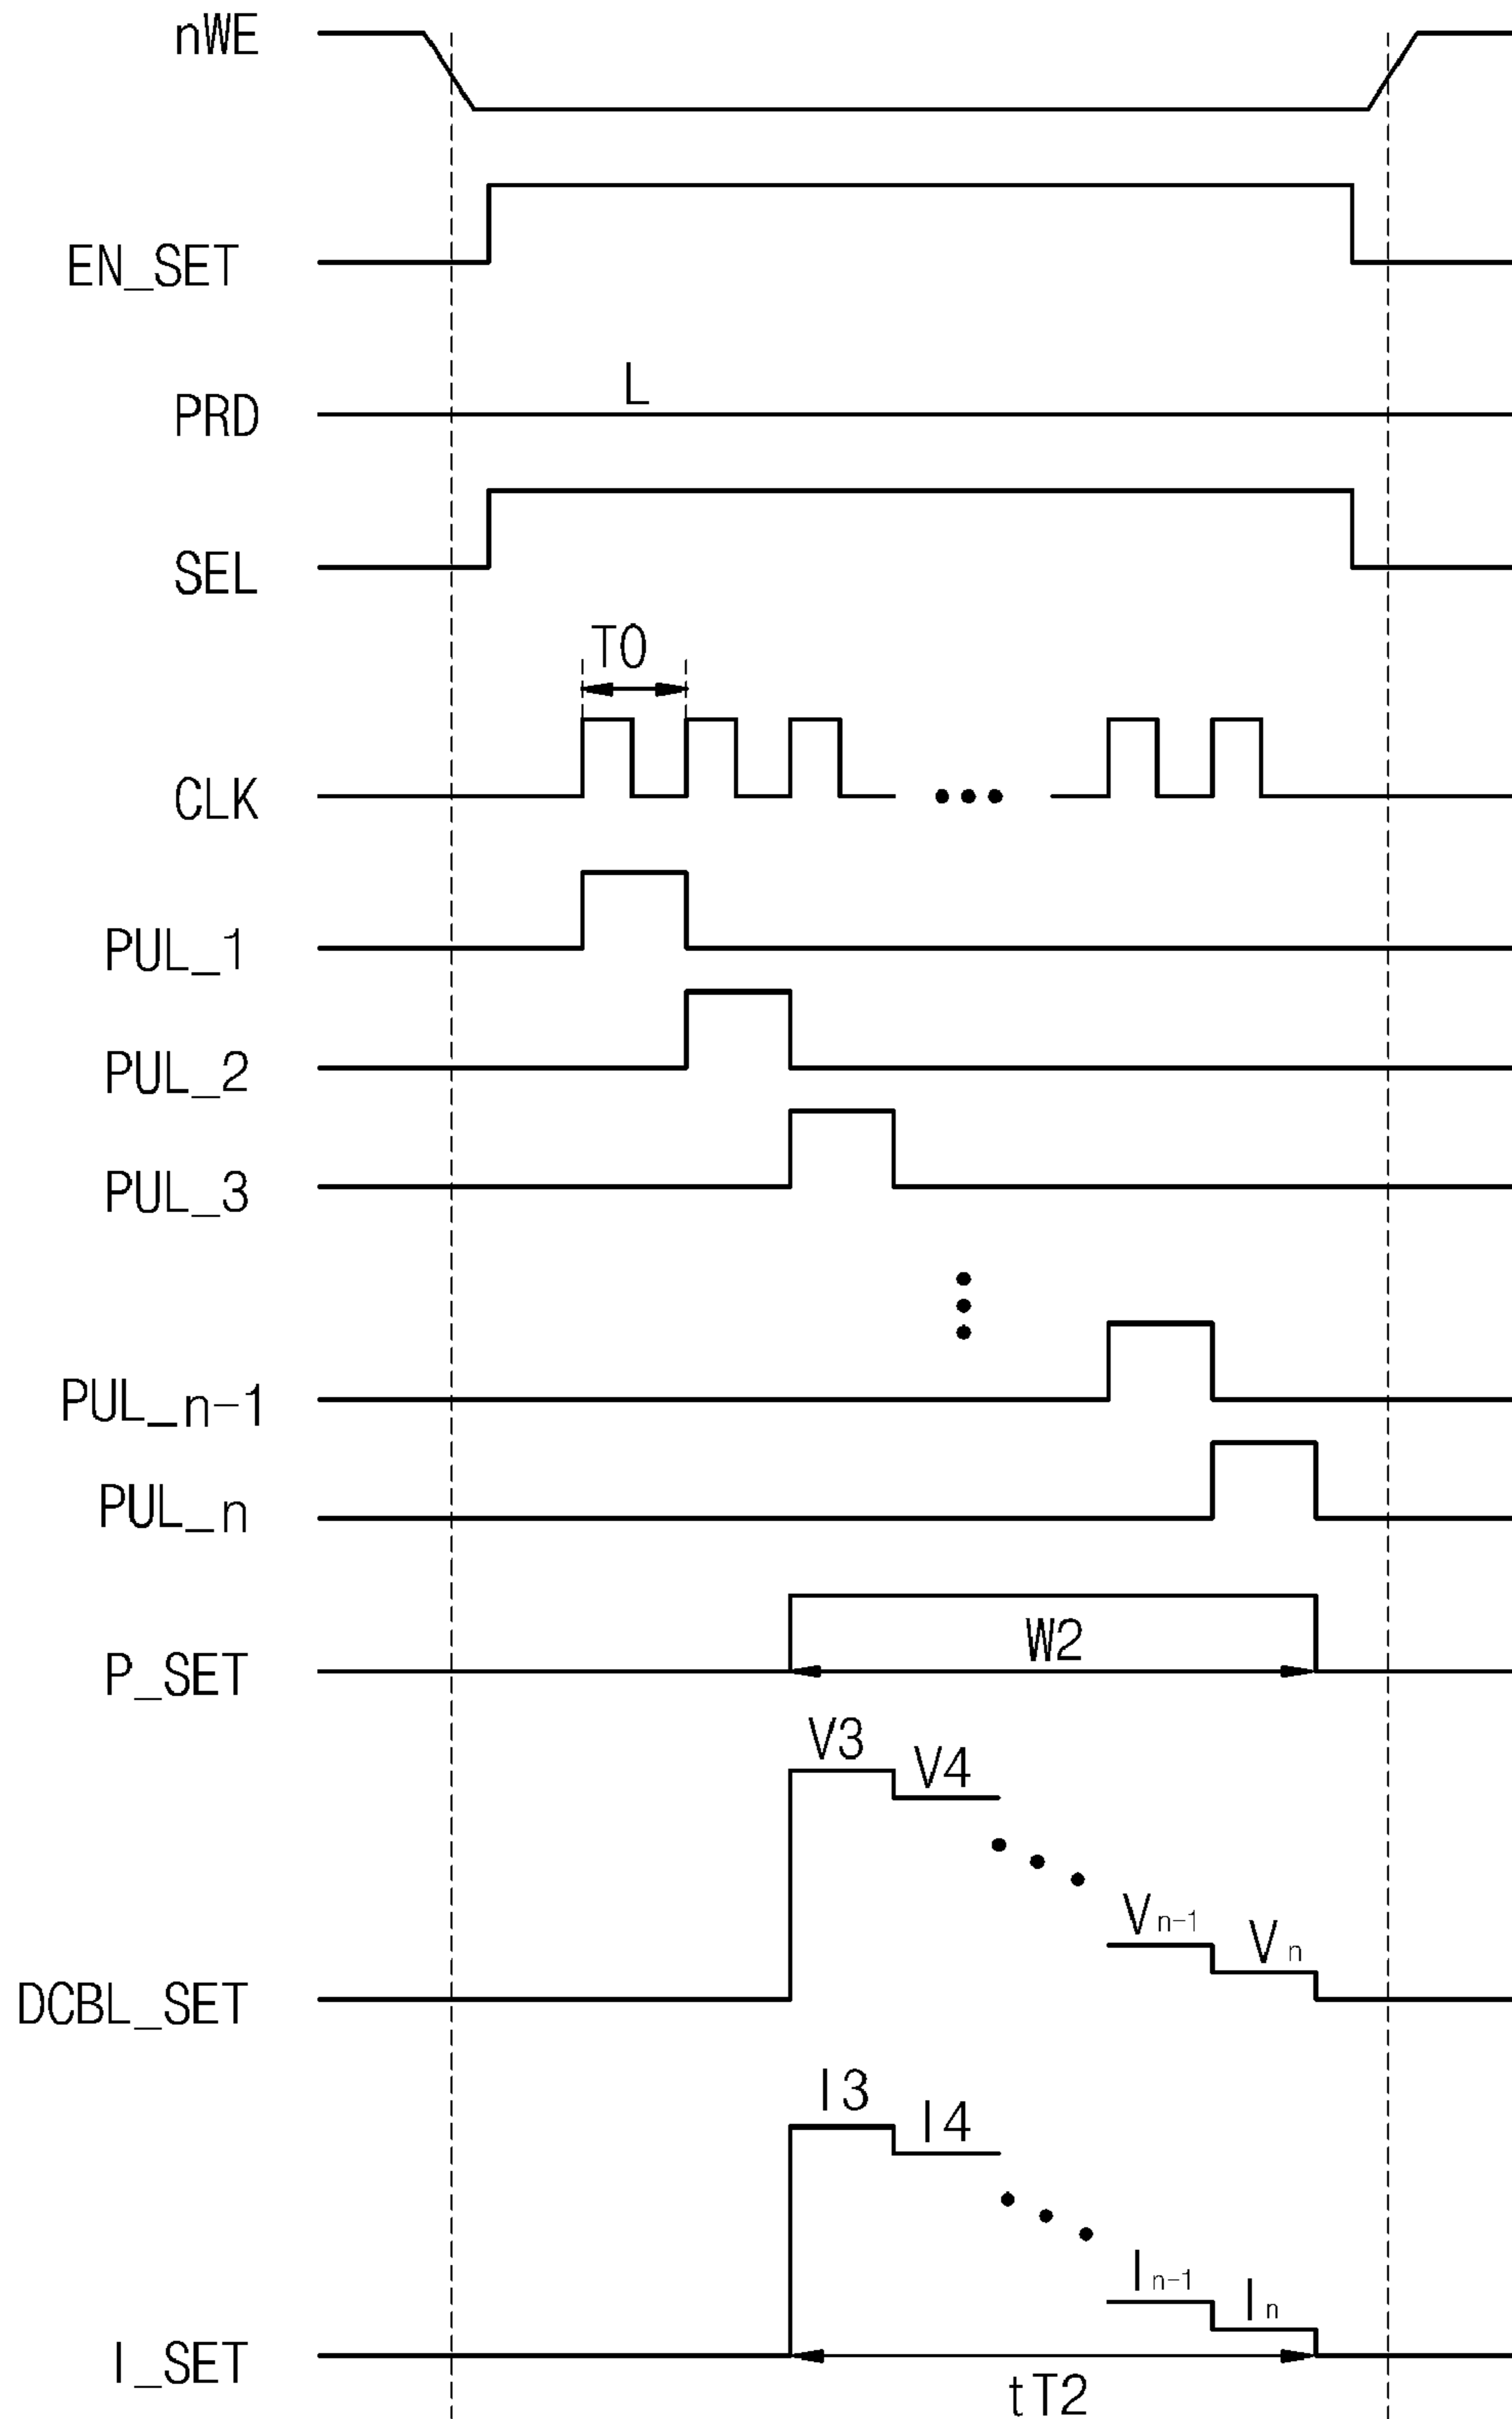 nWE
EN_SET
L
PRD
SEL
T0
CLK
PUL_1
PUL_2
PUL_3
PUL_n-1
PUL_n
W2
P_SET
V3
V4
Vn-1
Vn
DCBL_SET
I3
I4
In-1
In
I_SET
tT2